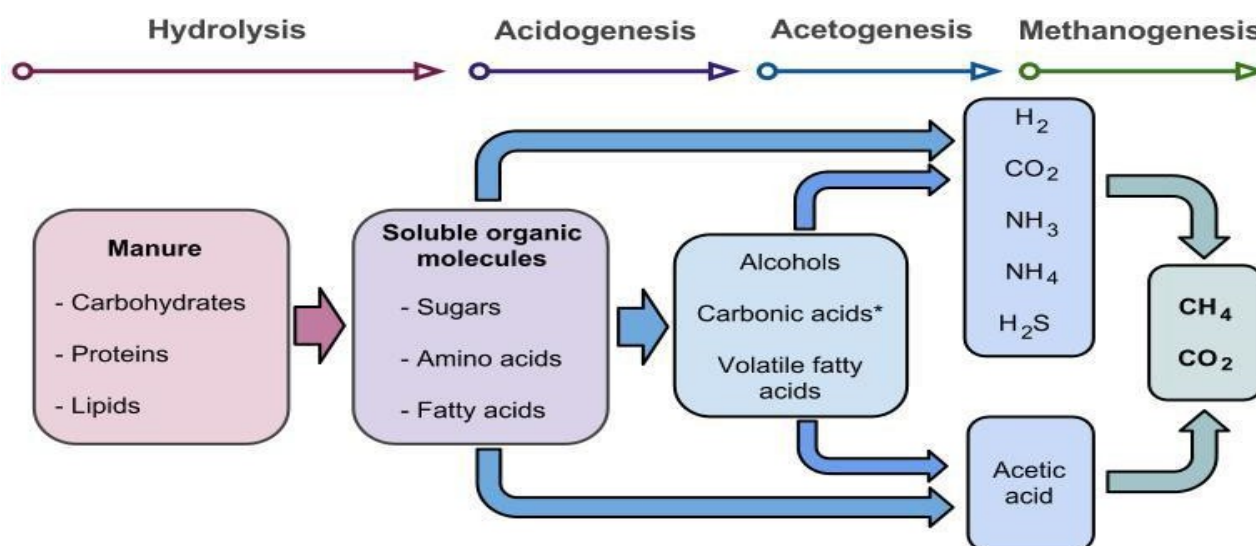 Hydrolysis
Acidogenesis
Acetogenesis
Methanogenesis
Manure
- Carbohydrates
- Proteins
- Lipids
Soluble organic
molecules
- Sugars
- Amino acids
- Fatty acids
Alcohols
Carbonic acids*
Volatile fatty
acids
H₂
CO₂
NH₃
NH₄
H₂S
Acetic
acid
CH₄
CO₂